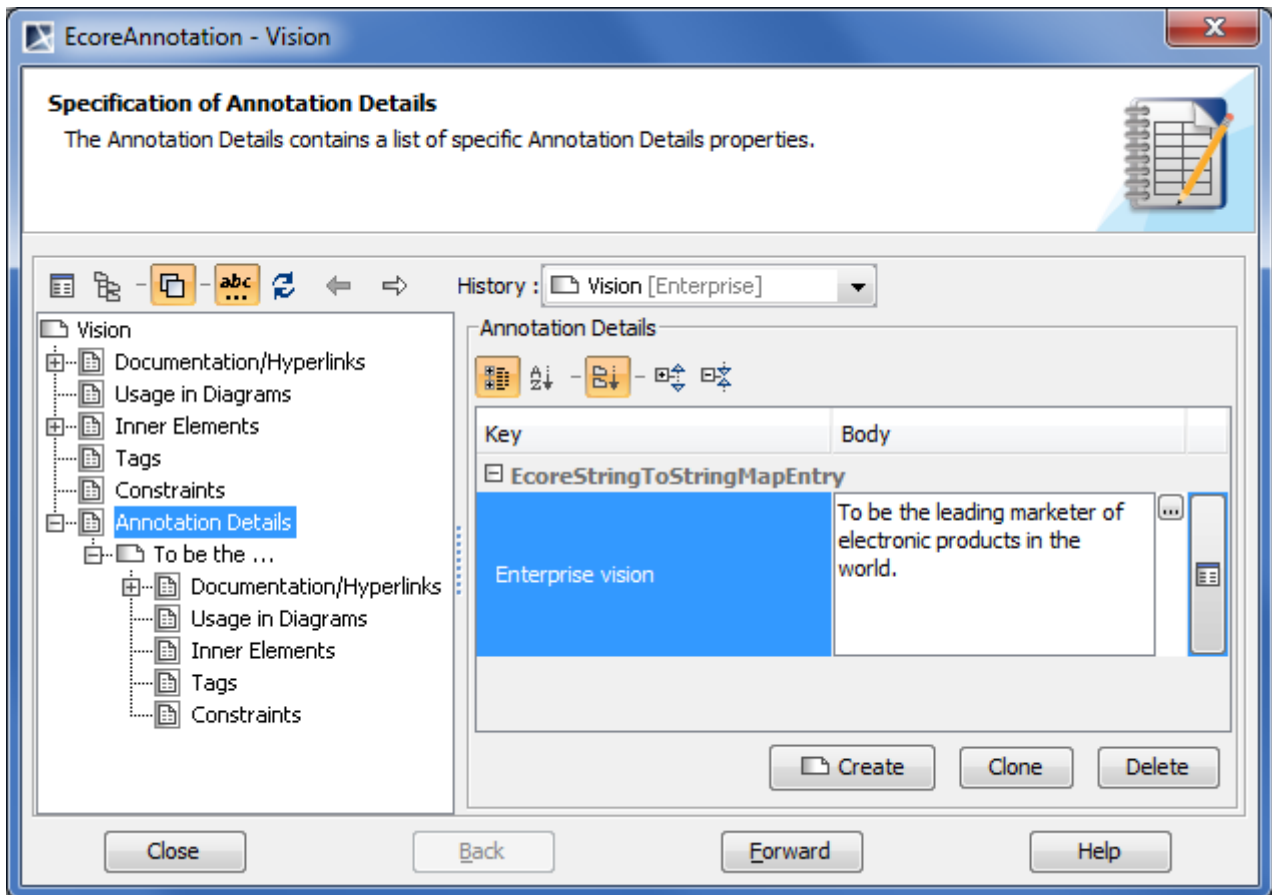 EcoreAnnotation - Vision
Specification of Annotation Details
The Annotation Details contains a list of specific Annotation Details properties.
abc
...
History : Vision [Enterprise]
Vision
Documentation/Hyperlinks
Usage in Diagrams
Inner Elements
Tags
Constraints
Annotation Details
To be the ...
Documentation/Hyperlinks
Usage in Diagrams
Inner Elements
Tags
Constraints
Annotation Details
A
Z
Key Body
EcoreStringToStringMapEntry
Enterprise vision
To be the leading marketer of
electronic products in the
world.
...
Create Clone Delete
Close Back Forward Help